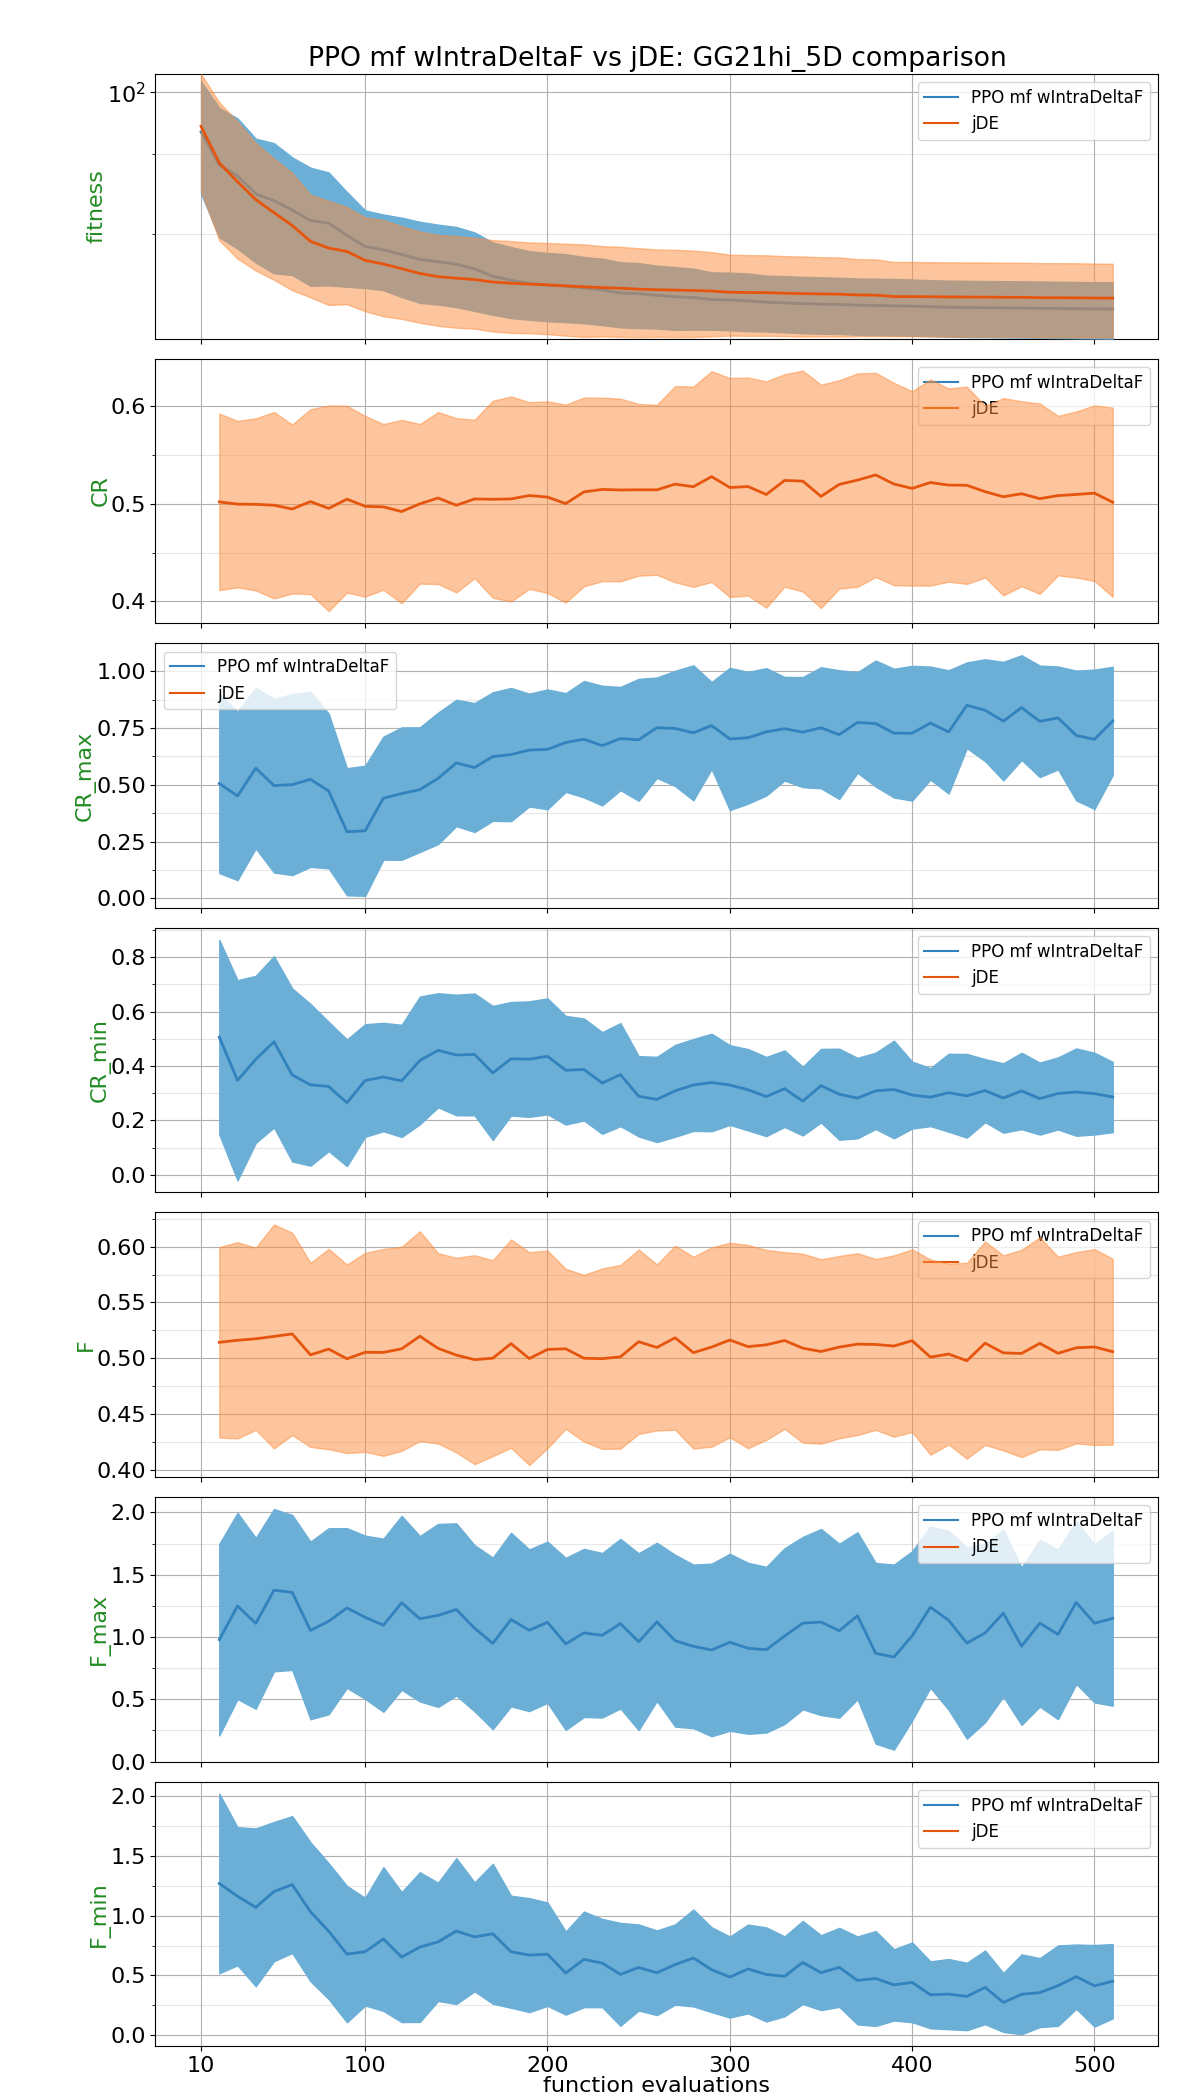 PPO mf wIntraDeltaF vs jDE: GG21hi_5D comparison
10²
fitness
PPO mf wIntraDeltaF
jDE
0.6
0.5
0.4
CR
PPO mf wIntraDeltaF
jDE
1.00
0.75
0.50
0.25
0.00
CR_max
PPO mf wIntraDeltaF
jDE
0.8
0.6
0.4
0.2
0.0
CR_min
PPO mf wIntraDeltaF
jDE
0.60
0.55
0.50
0.45
0.40
F
PPO mf wIntraDeltaF
jDE
2.0
1.5
1.0
0.5
0.0
F_max
PPO mf wIntraDeltaF
jDE
2.0
1.5
1.0
0.5
0.0
F_min
PPO mf wIntraDeltaF
jDE
10 100 200 300 400 500
function evaluations